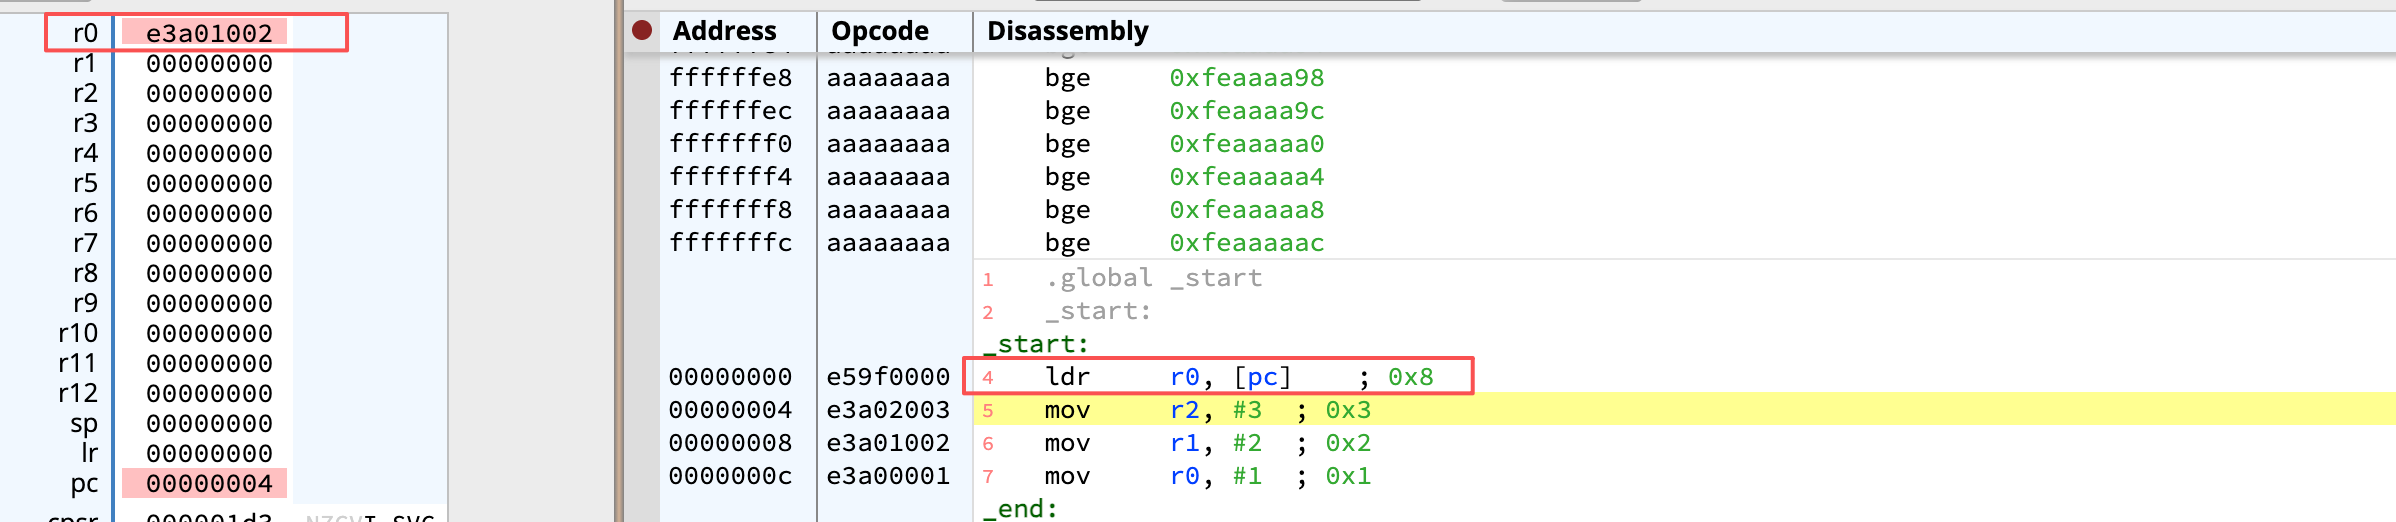 r0 e3a01002
r1 00000000
r2 00000000
r3 00000000
r4 00000000
r5 00000000
r6 00000000
r7 00000000
r8 00000000
r9 00000000
r10 00000000
r11 00000000
r12 00000000
sp 00000000
lr 00000000
pc 00000004
cpsr 000001d3 NZCVI SVC
Address Opcode Disassembly
ffffffe8 aaaaaaaa bge 0xfeaaaa98
ffffffec aaaaaaaa bge 0xfeaaaa9c
fffffff0 aaaaaaaa bge 0xfeaaaaa0
fffffff4 aaaaaaaa bge 0xfeaaaaa4
fffffff8 aaaaaaaa bge 0xfeaaaaa8
fffffffc aaaaaaaa bge 0xfeaaaaac
1 .global _start
2 _start:
_start:
00000000 e59f0000 4 ldr r0, [pc] ; 0x8
00000004 e3a02003 5 mov r2, #3 ; 0x3
00000008 e3a01002 6 mov r1, #2 ; 0x2
0000000c e3a00001 7 mov r0, #1 ; 0x1
_end: